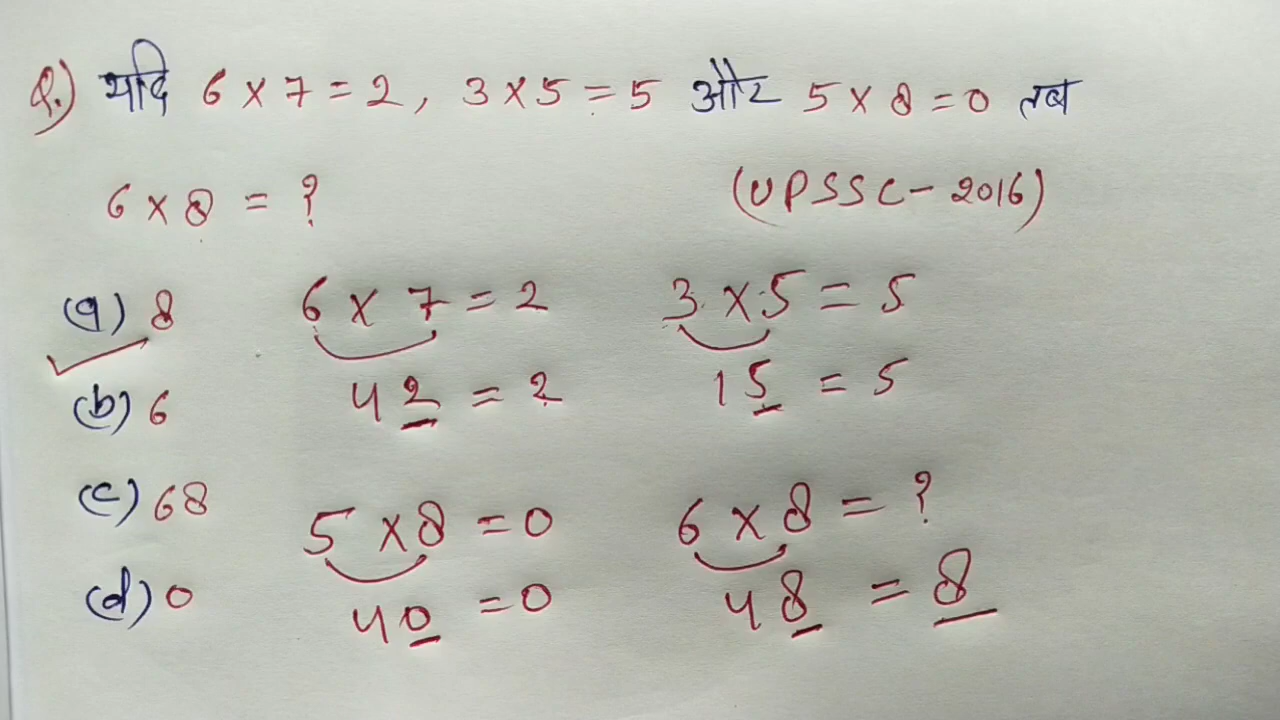 Q.) यदि 6 x 7 = 2, 3 x 5 = 5 और 5 x 8 = 0 तब
6 x 8 = ? (UPSSC - 2016)
(a) 8 6 x 7 = 2 3 x 5 = 5
42 = 2 15 = 5
(b) 6
(c) 68 5 x 8 = 0 6 x 8 = ?
(d) 0 40 = 0 48 = 8